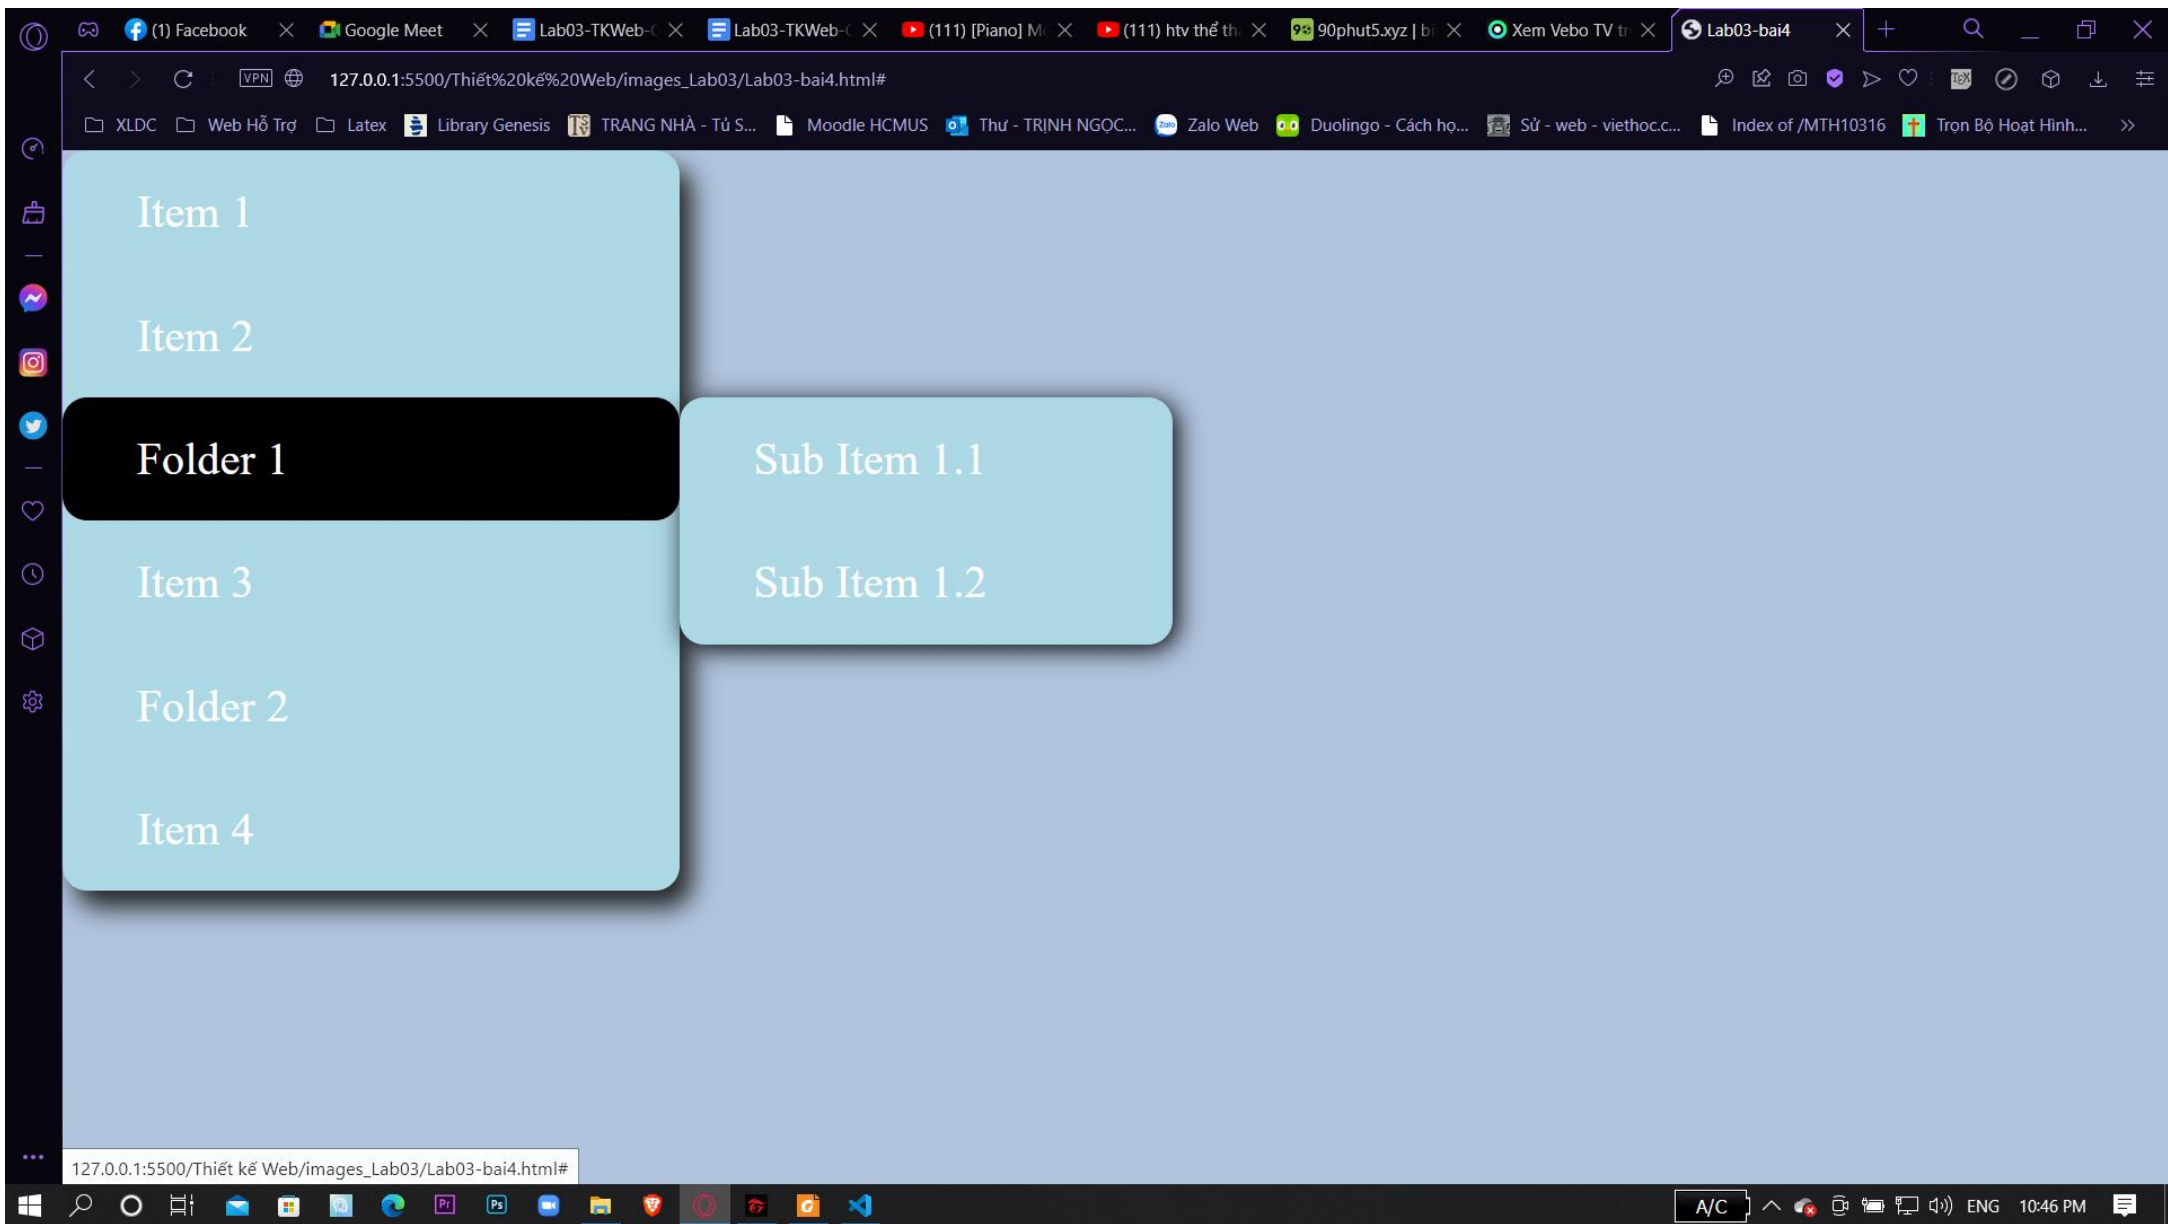 (1) Facebook
Google Meet
Lab03-TKWeb-
Lab03-TKWeb-
(111) [Piano] M
(111) htv thể th
90phut5.xyz | b
Xem Vebo TV tr
Lab03-bai4
VPN
127.0.0.1:5500/Thiết%20kế%20Web/images_Lab03/Lab03-bai4.html#
XLDC
Web Hỗ Trợ
Latex
Library Genesis
TRANG NHÀ - Tủ S...
Moodle HCMUS
Thư - TRỊNH NGỌC...
Zalo Web
Duolingo - Cách họ...
Sử - web - viethoc.c...
Index of /MTH10316
Trọn Bộ Hoạt Hình...
Item 1
Item 2
Folder 1
Sub Item 1.1
Item 3
Sub Item 1.2
Folder 2
Item 4
127.0.0.1:5500/Thiết kế Web/images_Lab03/Lab03-bai4.html#
Pr
Ps
A/C
ENG
10:46 PM